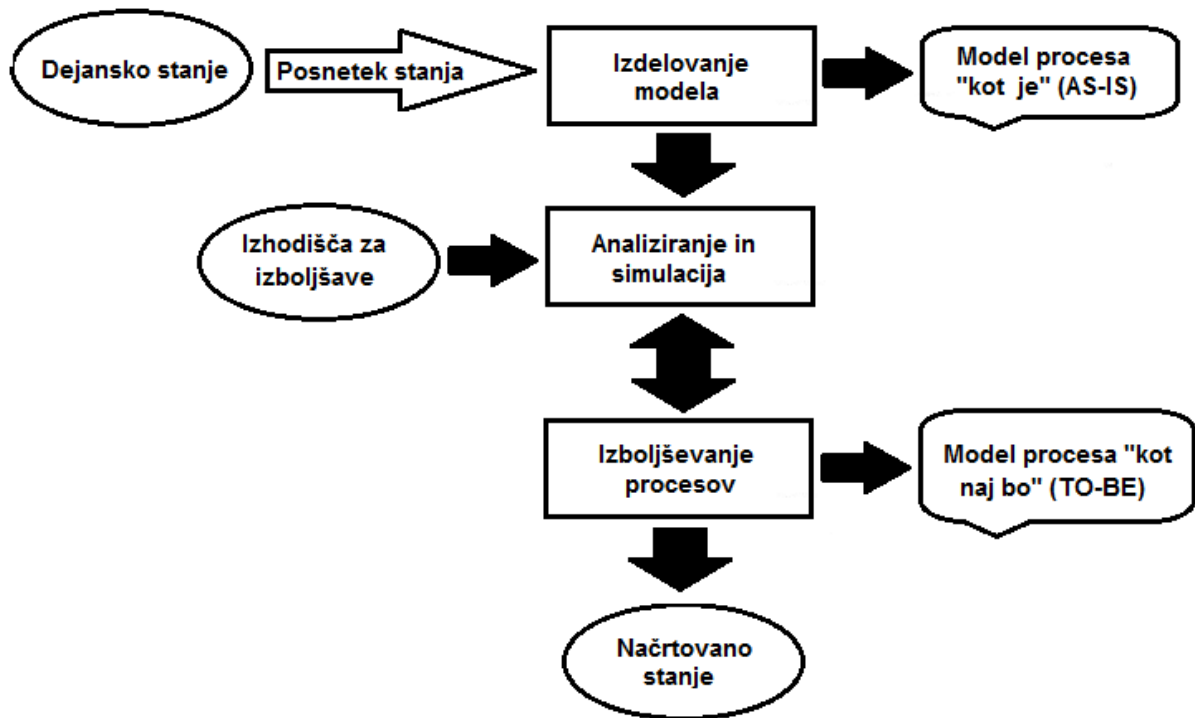 Dejansko stanje
Posnetek stanja
Izdelovanje
modela
Model procesa
"kot je" (AS-IS)
Izhodišča za
izboljšave
Analiziranje in
simulacija
Izboljševanje
procesov
Model procesa "kot
naj bo" (TO-BE)
Načrtovano
stanje